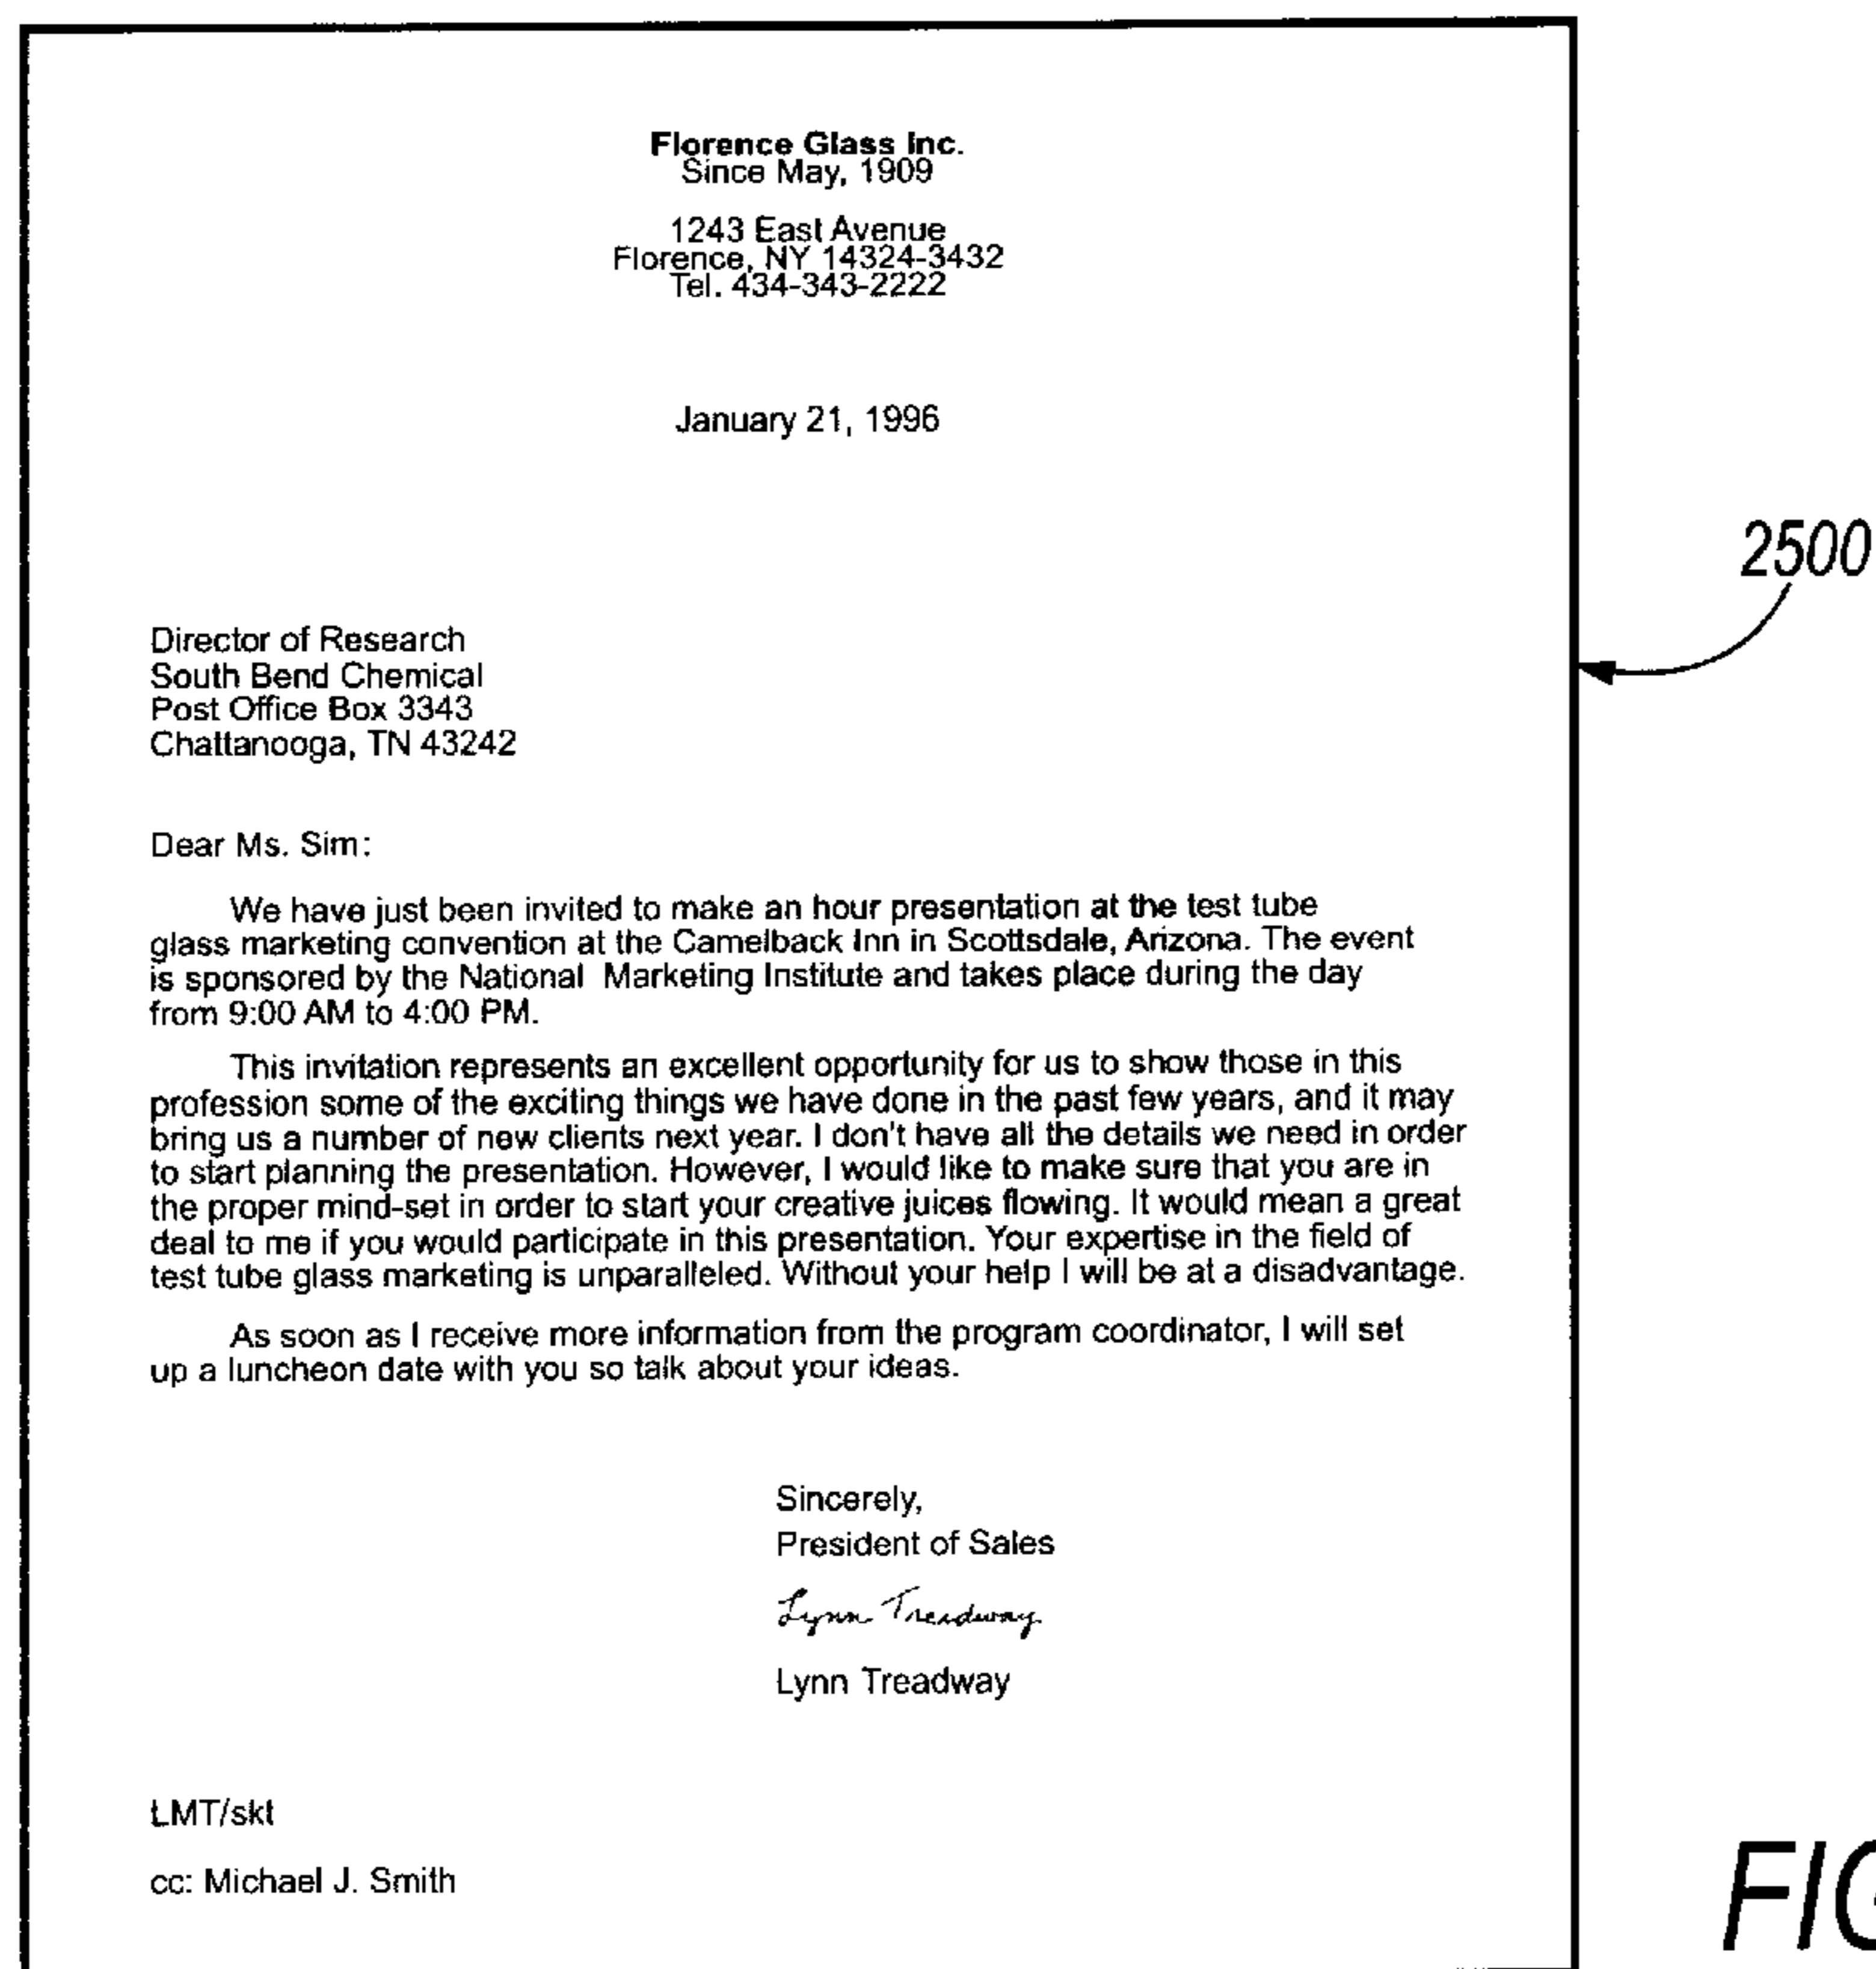 Florence Glass Inc.
Since May, 1909
1243 East Avenue
Florence, NY 14324-3432
Tel. 434-343-2222
January 21, 1996
2500
Director of Research
South Bend Chemical
Post Office Box 3343
Chattanooga, TN 43242
Dear Ms. Sim:
We have just been invited to make an hour presentation at the test tube
glass marketing convention at the Camelback Inn in Scottsdale, Arizona. The event
is sponsored by the National Marketing Institute and takes place during the day
from 9:00 AM to 4:00 PM.
This invitation represents an excellent opportunity for us to show those in this
profession some of the exciting things we have done in the past few years, and it may
bring us a number of new clients next year. I don't have all the details we need in order
to start planning the presentation. However, I would like to make sure that you are in
the proper mind-set in order to start your creative juices flowing. It would mean a great
deal to me if you would participate in this presentation. Your expertise in the field of
test tube glass marketing is unparalleled. Without your help I will be at a disadvantage.
As soon as I receive more information from the program coordinator, I will set
up a luncheon date with you so talk about your ideas.
Sincerely,
President of Sales
Lynn Treadway
Lynn Treadway
LMT/skt
cc: Michael J. Smith